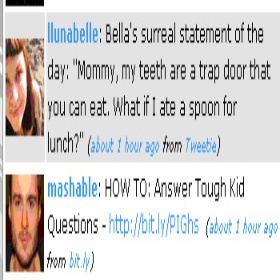 llunabelle: Bella's surreal statement of the
day: "Mommy, my teeth are a trap door that
you can eat. What if I ate a spoon for
lunch?" (about 1 hour ago from Tweetie)
mashable: HOW TO: Answer Tough Kid
Questions - http://bit.ly/PIGhs (about 1 hour ago
from bit.ly)